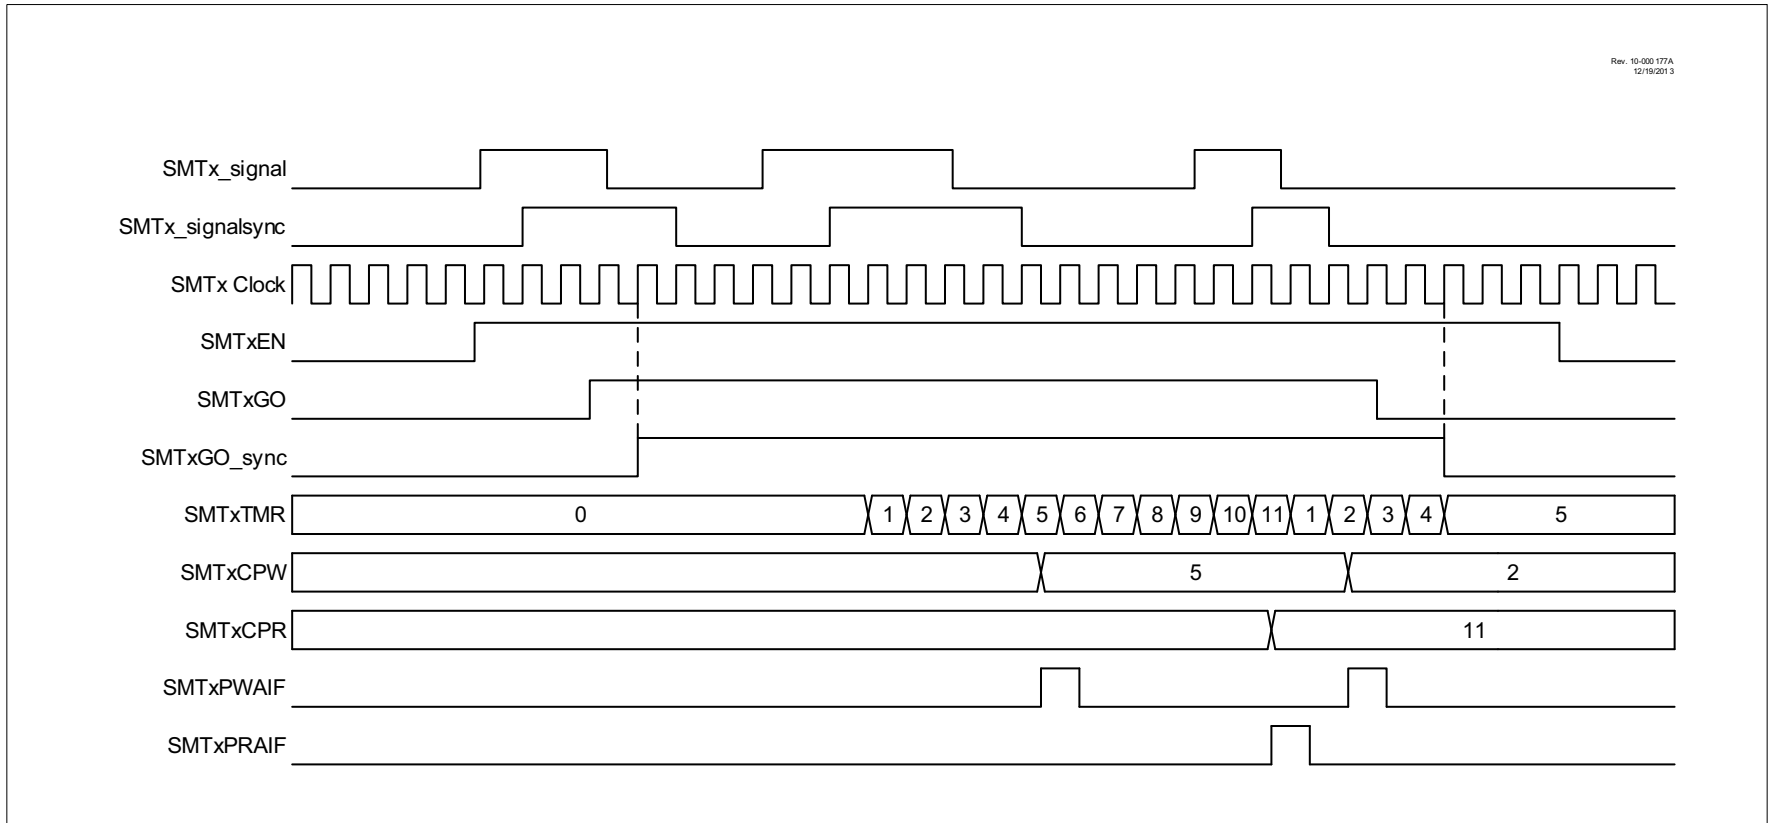 Rev. 10-000 177A
12/19/201 3
SMTx_signal
SMTx_signalsync
SMTx Clock
SMTxEN
SMTxGO
SMTxGO_sync
SMTxTMR 0 1 2 3 4 5 6 7 8 9 10 11 1 2 3 4 5
SMTxCPW 5 2
SMTxCPR 11
SMTxPWAIF
SMTxPRAIF